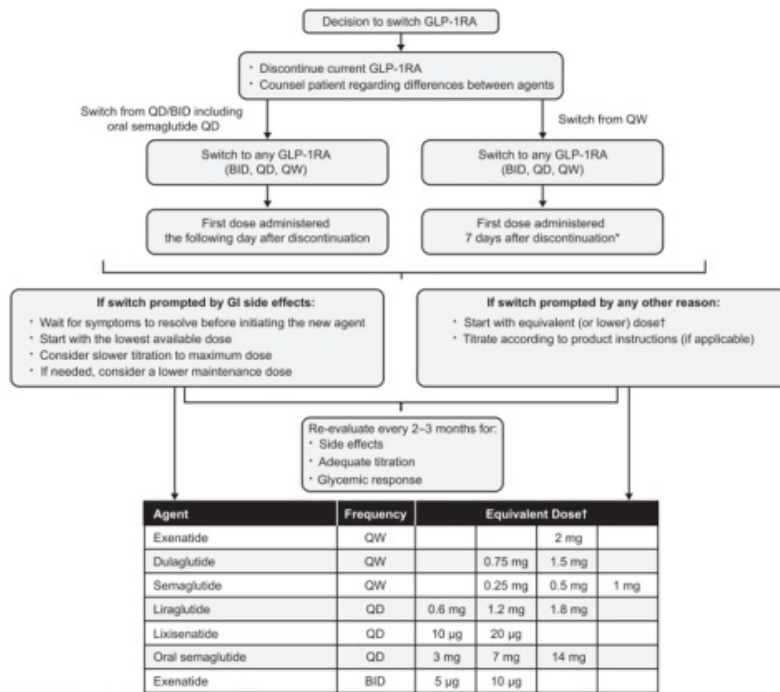 Decision to switch GLP-1RA
· Discontinue current GLP-1RA
· Counsel patient regarding differences between agents
Switch from QD/BID including
oral semaglutide QD
Switch from QW
Switch to any GLP-1RA
(BID, QD, QW)
Switch to any GLP-1RA
(BID, QD, QW)
First dose administered
the following day after discontinuation
First dose administered
7 days after discontinuation*
If switch prompted by GI side effects:
· Wait for symptoms to resolve before initiating the new agent
· Start with the lowest available dose
· Consider slower titration to maximum dose
· If needed, consider a lower maintenance dose
If switch prompted by any other reason:
· Start with equivalent (or lower) dose†
· Titrate according to product instructions (if applicable)
Re-evaluate every 2–3 months for:
· Side effects
· Adequate titration
· Glycemic response
Agent Frequency Equivalent Dose†
Exenatide QW 2 mg
Dulaglutide QW 0.75 mg 1.5 mg
Semaglutide QW 0.25 mg 0.5 mg 1 mg
Liraglutide QD 0.6 mg 1.2 mg 1.8 mg
Lixisenatide QD 10 µg 20 µg
Oral semaglutide QD 3 mg 7 mg 14 mg
Exenatide BID 5 µg 10 µg